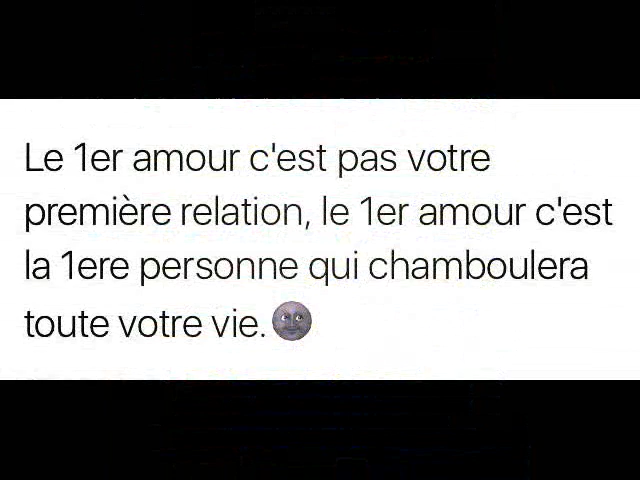 Le 1er amour c'est pas votre
première relation, le 1er amour c'est
la 1ere personne qui chamboulera
toute votre vie.🌚